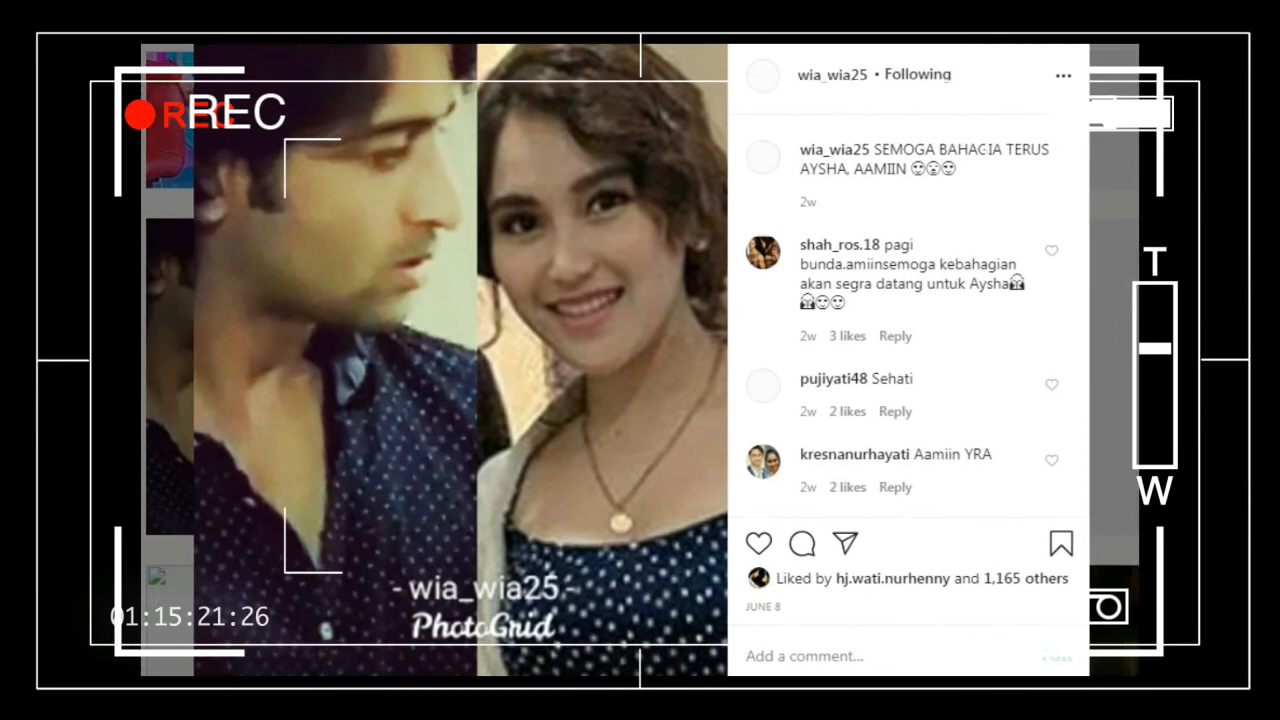 REC
REC
wia_wia25 • Following
wia_wia25 SEMOGA BAHAGIA TERUS
AYSHA, AAMIIN
2w
shah_ros.18 pagi
bunda.amiinsemoga kebahagian
akan segra datang untuk Aysha
2w 3 likes Reply
pujiyati48 Sehati
2w 2 likes Reply
kresnanurhayati Aamiin YRA
2w 2 likes Reply
Liked by hj.wati.nurhenny and 1,165 others
JUNE 8
Add a comment...
- wia_wia25 -
PhotoGrid
01:15:21:26
T
W